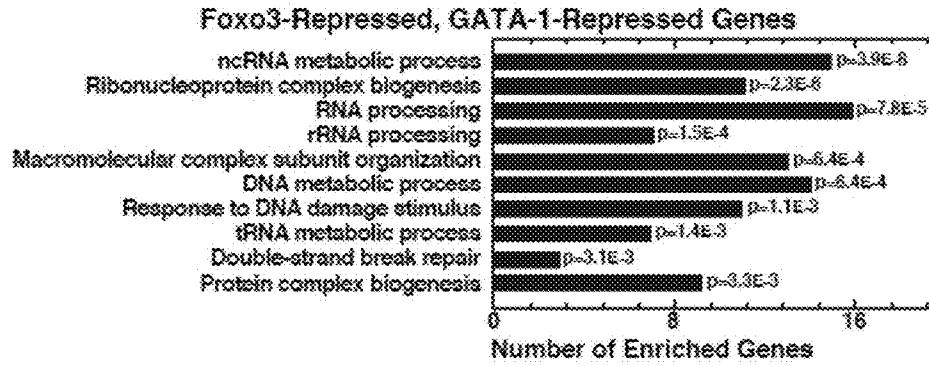 Foxo3-Repressed, GATA-1-Repressed Genes
ncRNA metabolic process p=3.9E-8
Ribonucleoprotein complex biogenesis p=2.3E-6
RNA processing p=7.8E-5
rRNA processing p=1.5E-4
Macromolecular complex subunit organization p=6.4E-4
DNA metabolic process p=6.4E-4
Response to DNA damage stimulus p=1.1E-3
tRNA metabolic process p=1.4E-3
Double-strand break repair p=3.1E-3
Protein complex biogenesis p=3.3E-3
0 8 16
Number of Enriched Genes